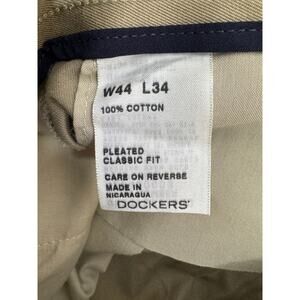 W44 L34
100% COTTON
PLEATED
CLASSIC FIT
CARE ON REVERSE
MADE IN
NICARAGUA
DOCKERS'